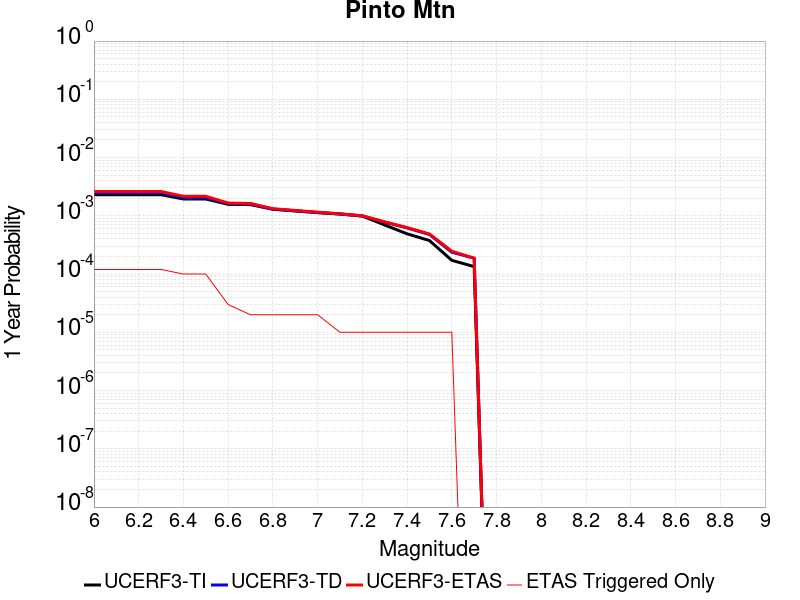 Pinto Mtn
10^0
10^-1
10^-2
10^-3
10^-4
10^-5
10^-6
10^-7
10^-8
1 Year Probability
6 6.2 6.4 6.6 6.8 7 7.2 7.4 7.6 7.8 8 8.2 8.4 8.6 8.8 9
Magnitude
UCERF3-TI UCERF3-TD UCERF3-ETAS ETAS Triggered Only